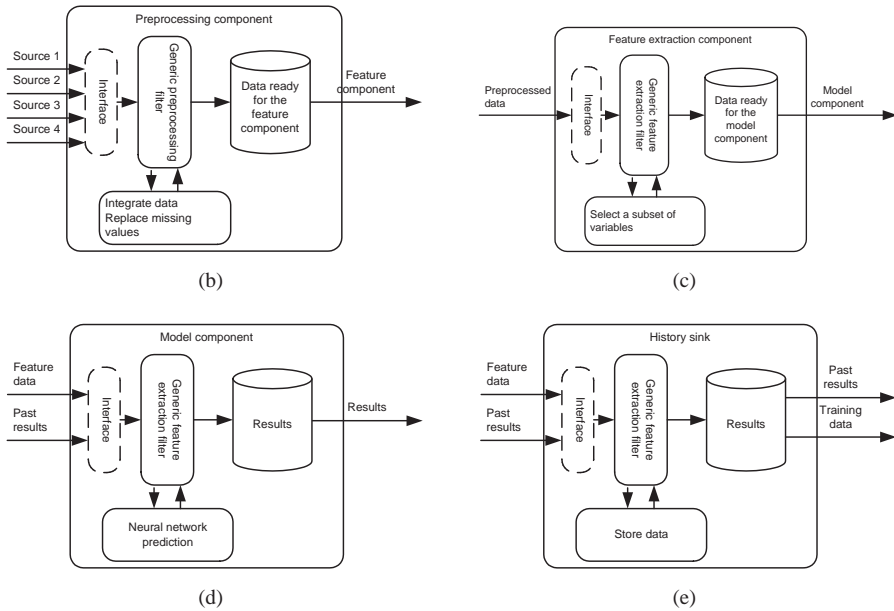 Preprocessing component
Source 1
Source 2
Source 3
Source 4
Interface
Generic preprocessing
filter
Data ready
for the
feature
component
Feature
component
Integrate data
Replace missing
values
(b)
Feature extraction component
Preprocessed
data
Interface
Generic feature
extraction filter
Data ready
for the
model
component
Model
component
Select a subset of
variables
(c)
Model component
Feature
data
Past
results
Interface
Generic feature
extraction filter
Results
Results
Neural network
prediction
(d)
History sink
Feature
data
Past
results
Interface
Generic feature
extraction filter
Results
Past
results
Training
data
Store data
(e)